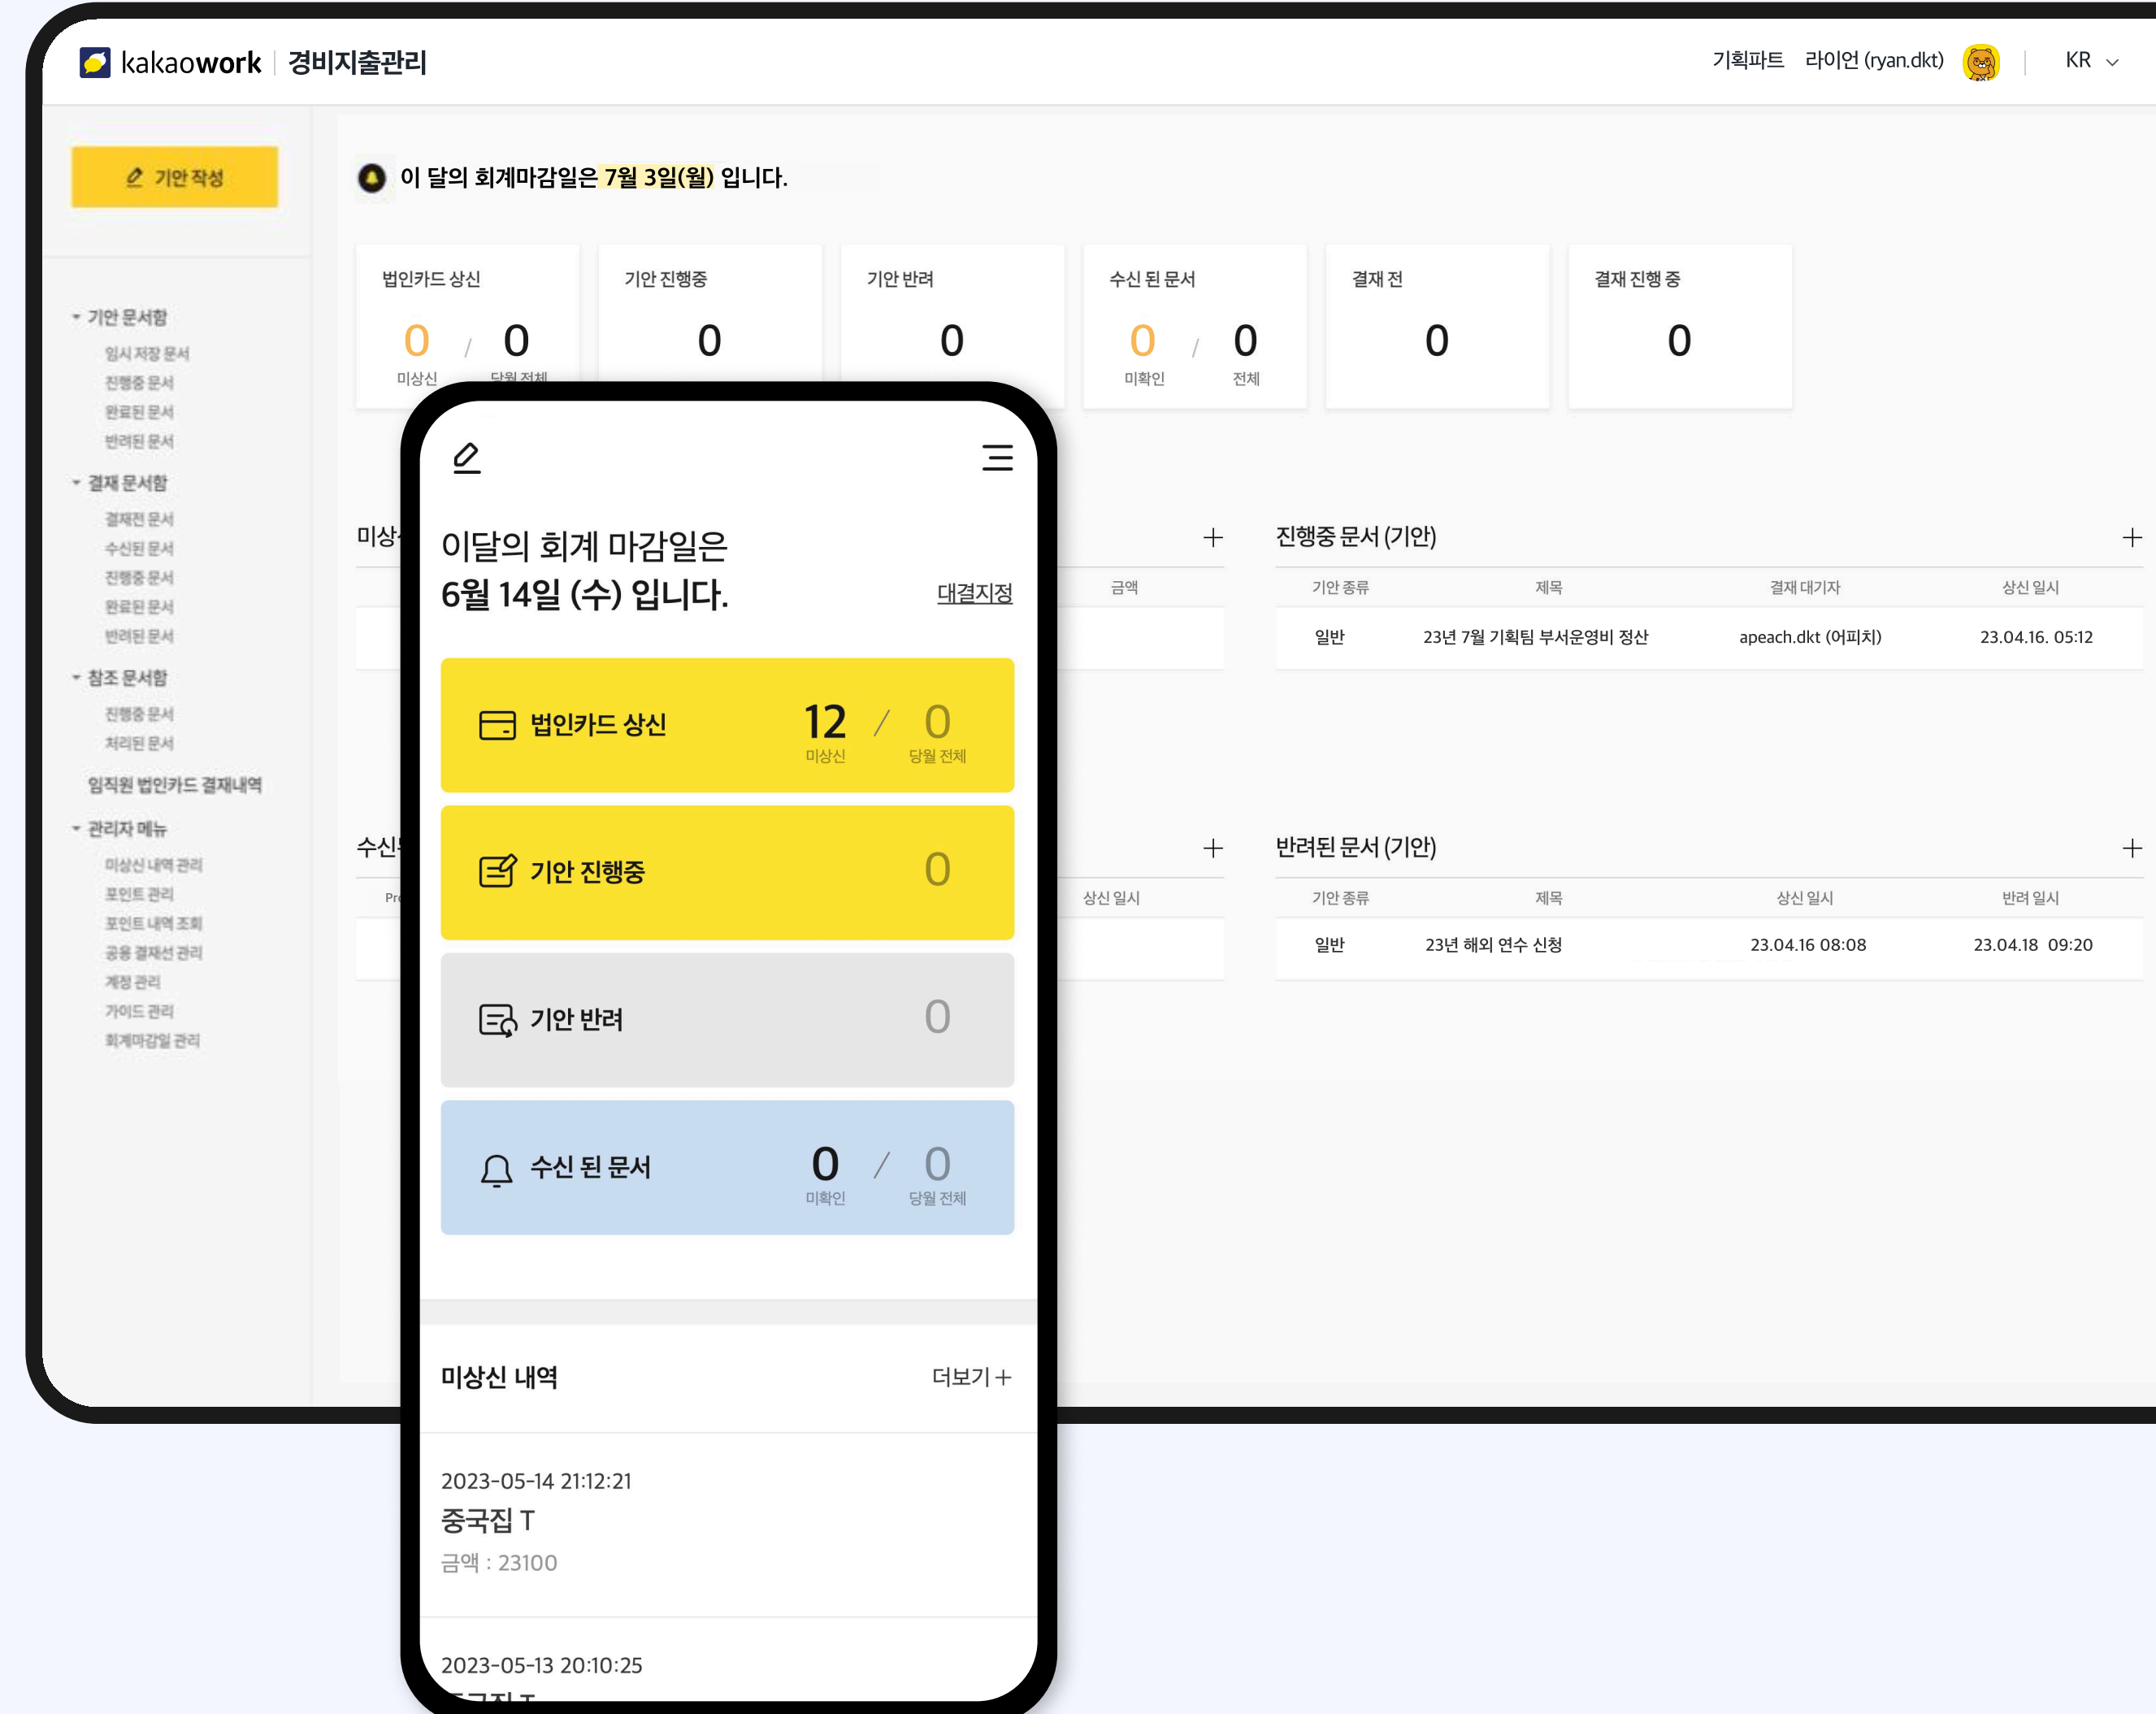 kakaowork 경비지출관리
기획파트 라이언 (ryan.dkt) KR
기안 작성
기안 문서함
임시 저장 문서
진행중 문서
완료된 문서
반려된 문서
결재 문서함
결재전 문서
수신된 문서
진행중 문서
완료된 문서
반려된 문서
참조 문서함
진행중 문서
처리된 문서
임직원 법인카드 결재내역
관리자 메뉴
미상신 내역 관리
포인트 관리
포인트 내역 조회
공용 결재선 관리
계정 관리
가이드 관리
회계마감일 관리
이 달의 회계마감일은 7월 3일(월) 입니다.
법인카드 상신
0 / 0
미상신 당월 전체
기안 진행중
0
기안 반려
0
수신 된 문서
0 / 0
미확인 전체
결재 전
0
결재 진행 중
0
미상
금액
진행중 문서 (기안)
기안 종류 제목 결재 대기자 상신 일시
일반 23년 7월 기획팀 부서운영비 정산 apeach.dkt (어피치) 23.04.16. 05:12
수신
상신 일시
반려된 문서 (기안)
기안 종류 제목 상신 일시 반려 일시
일반 23년 해외 연수 신청 23.04.16 08:08 23.04.18 09:20
이달의 회계 마감일은
6월 14일 (수) 입니다.
대결지정
법인카드 상신 12 / 0
미상신 당월 전체
기안 진행중 0
기안 반려 0
수신 된 문서 0 / 0
미확인 당월 전체
미상신 내역 더보기+
2023-05-14 21:12:21
중국집 T
금액 : 23100
2023-05-13 20:10:25